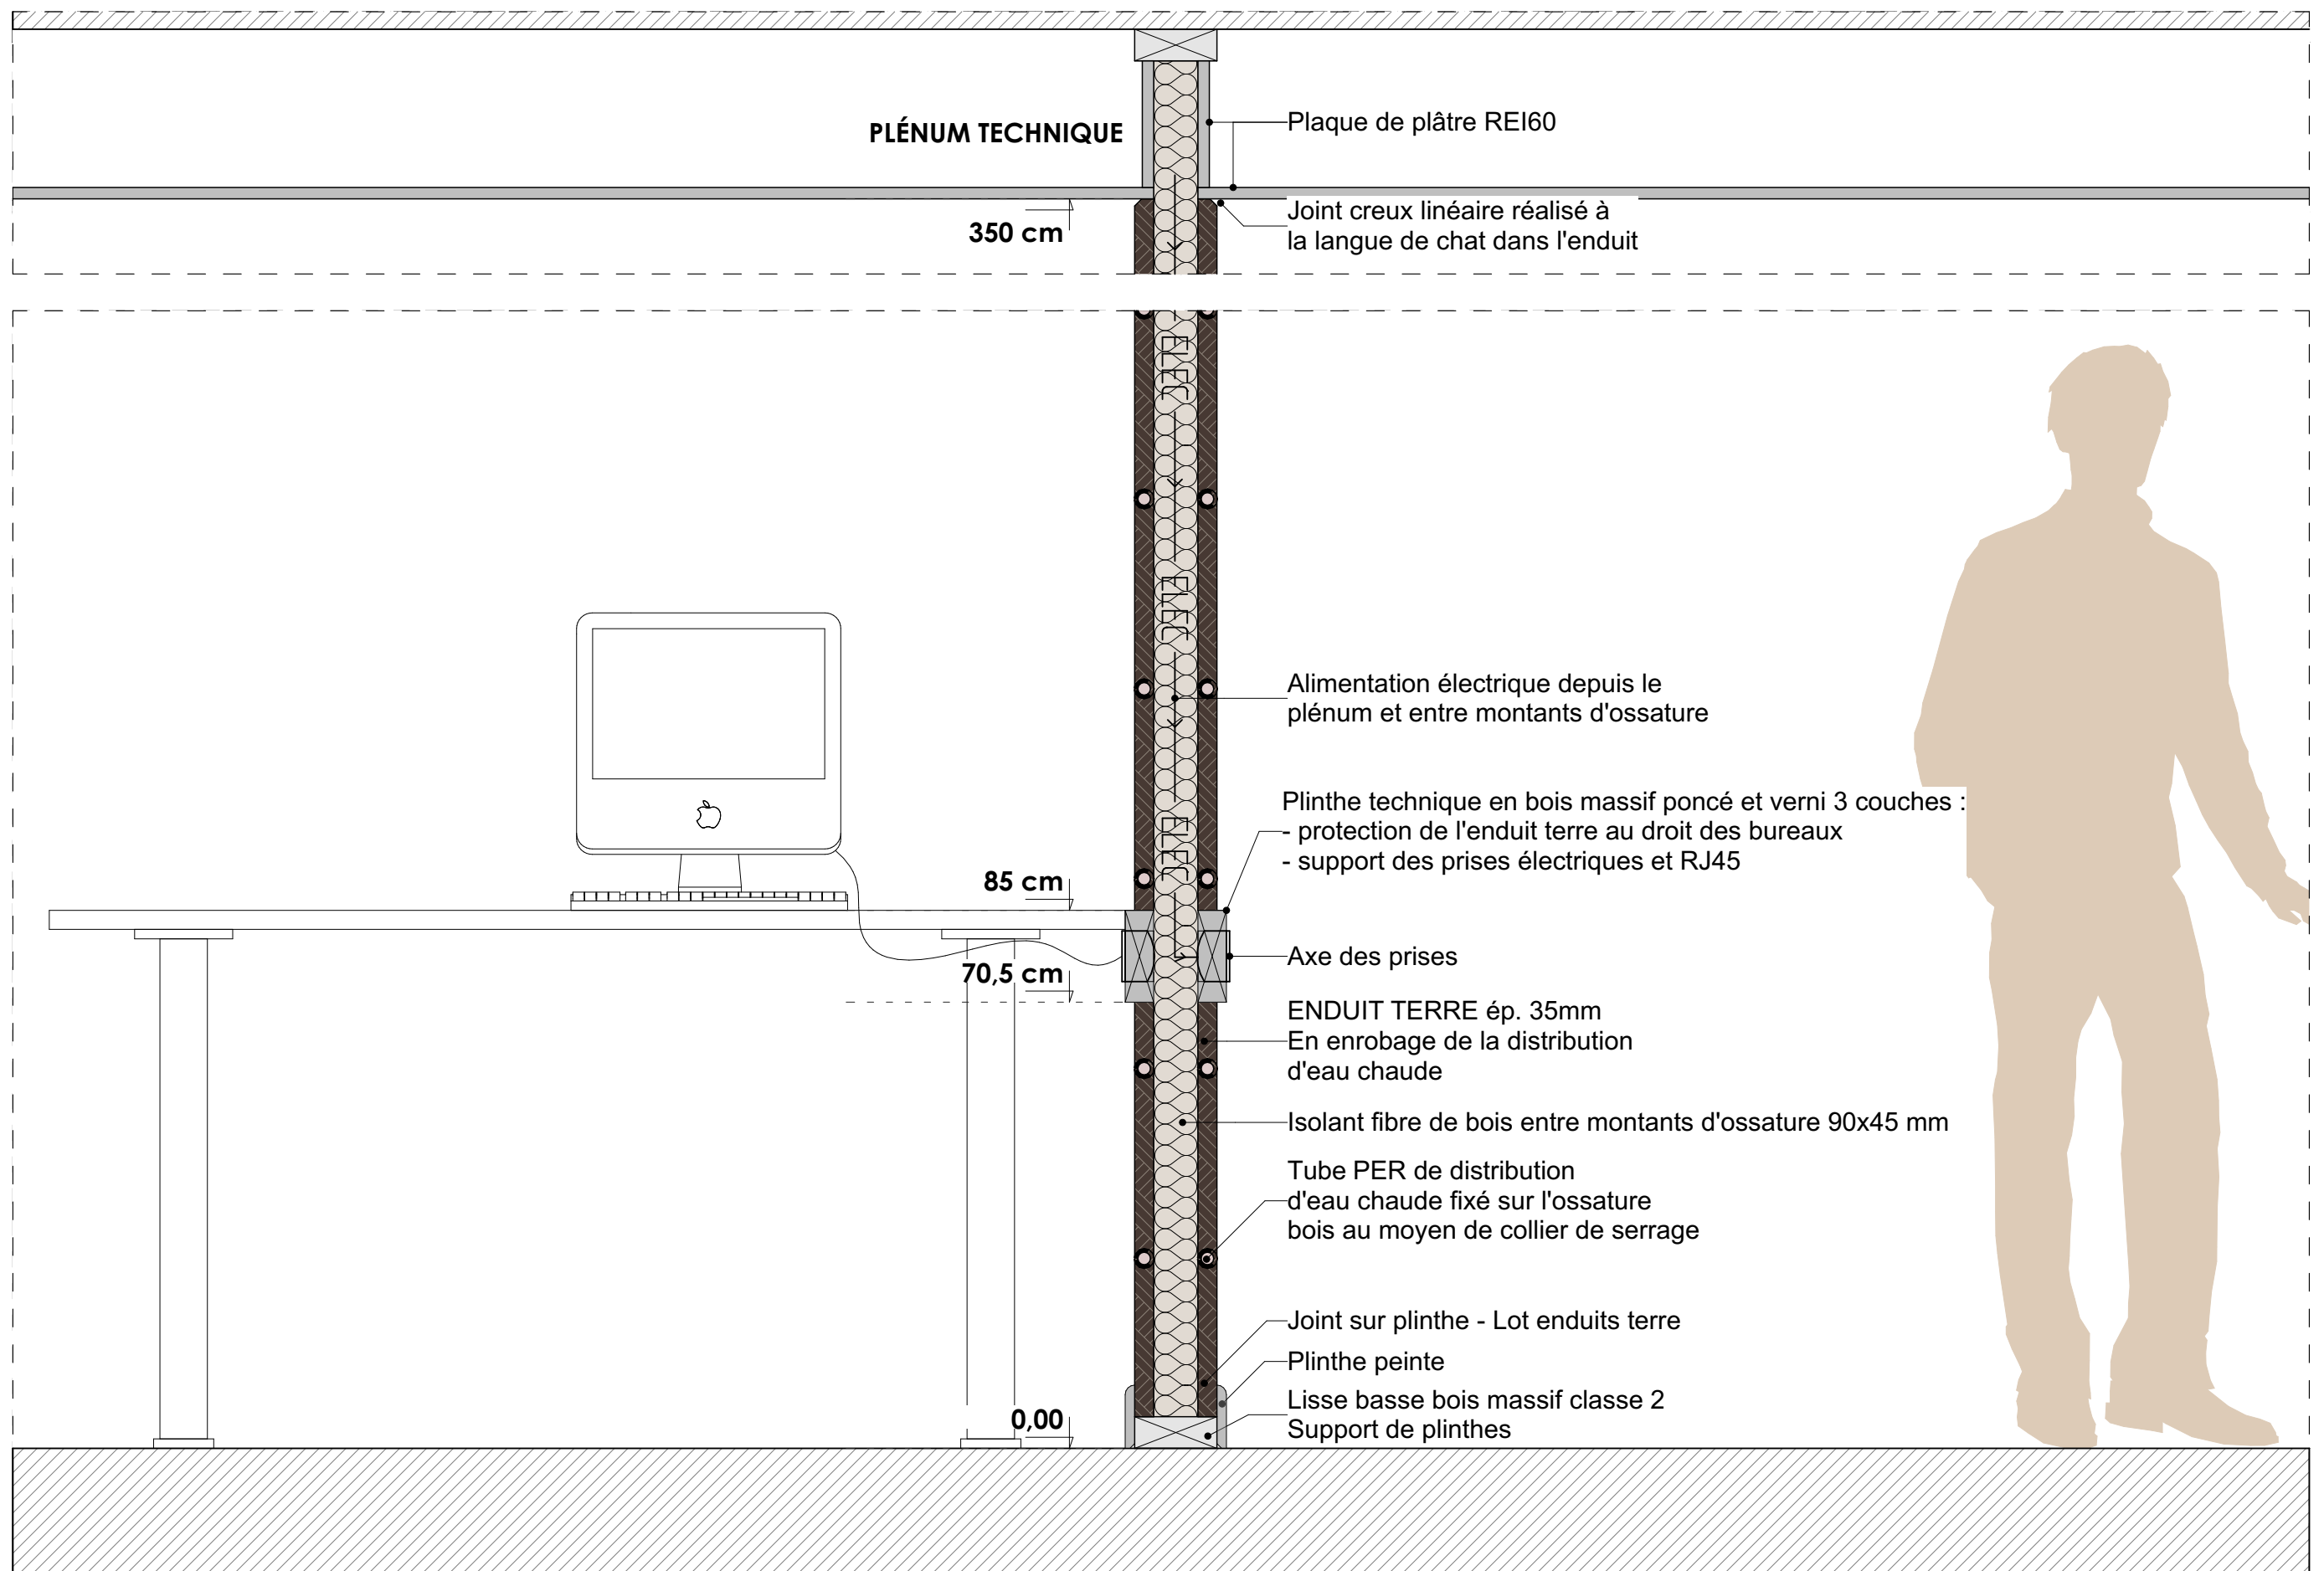 PLÉNUM TECHNIQUE
Plaque de plâtre REI60
350 cm
Joint creux linéaire réalisé à
la langue de chat dans l'enduit
ELEC
ELEC
ELEC
Alimentation électrique depuis le
plénum et entre montants d'ossature
Plinthe technique en bois massif poncé et verni 3 couches :
- protection de l'enduit terre au droit des bureaux
- support des prises électriques et RJ45
85 cm
Axe des prises
70,5 cm
ENDUIT TERRE ép. 35mm
En enrobage de la distribution
d'eau chaude
Isolant fibre de bois entre montants d'ossature 90x45 mm
Tube PER de distribution
d'eau chaude fixé sur l'ossature
bois au moyen de collier de serrage
Joint sur plinthe - Lot enduits terre
Plinthe peinte
Lisse basse bois massif classe 2
Support de plinthes
0,00